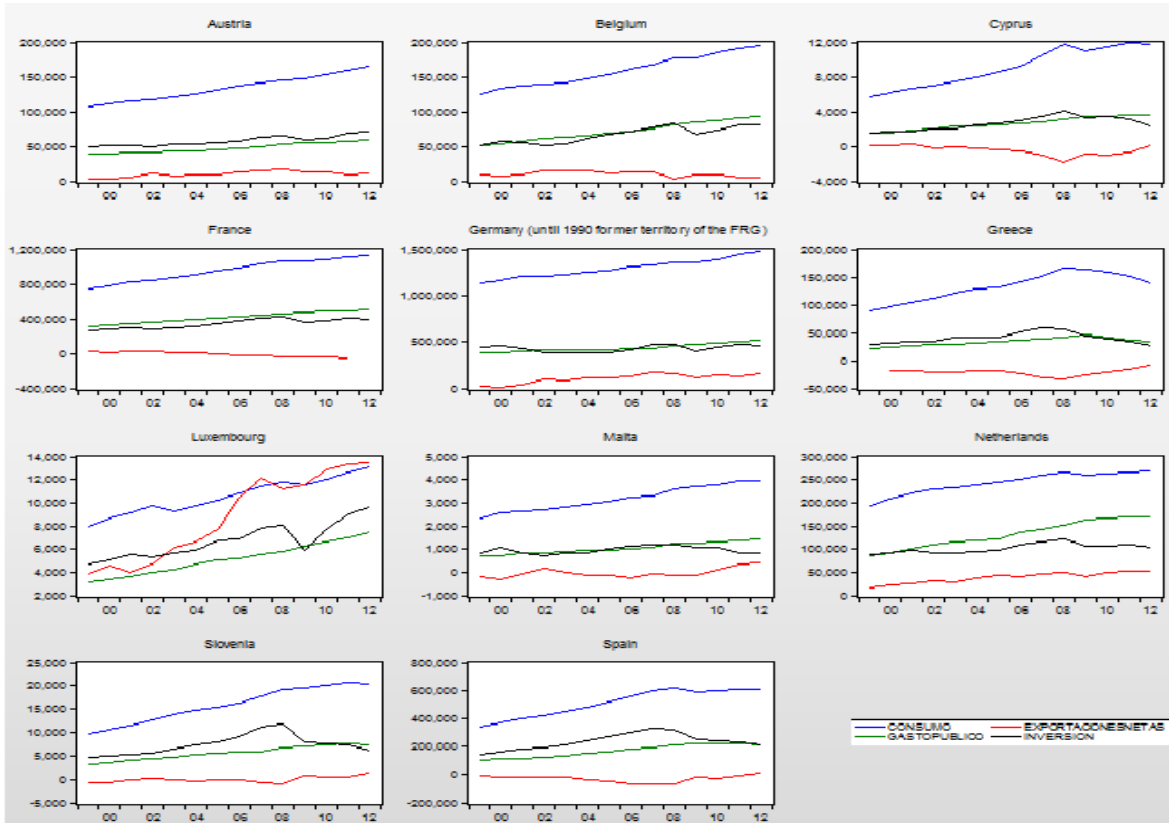 Austria
200,000
150,000
100,000
50,000
0
00 02 04 06 08 10 12
Belgium
200,000
150,000
100,000
50,000
0
00 02 04 06 08 10 12
Cyprus
12,000
8,000
4,000
0
-4,000
00 02 04 06 08 10 12
France
1,200,000
800,000
400,000
0
-400,000
00 02 04 06 08 10 12
Germany (until 1990 former territory of the FRG)
1,500,000
1,000,000
500,000
0
00 02 04 06 08 10 12
Greece
200,000
150,000
100,000
50,000
0
-50,000
00 02 04 06 08 10 12
Luxembourg
14,000
12,000
10,000
8,000
6,000
4,000
2,000
00 02 04 06 08 10 12
Malta
5,000
4,000
3,000
2,000
1,000
0
-1,000
00 02 04 06 08 10 12
Netherlands
300,000
250,000
200,000
150,000
100,000
50,000
0
00 02 04 06 08 10 12
Slovenia
25,000
20,000
15,000
10,000
5,000
0
-5,000
00 02 04 06 08 10 12
Spain
800,000
600,000
400,000
200,000
0
-200,000
00 02 04 06 08 10 12
CONSUMO EXPORTACONESNETAS
GASTOPUBLICO INVERSION